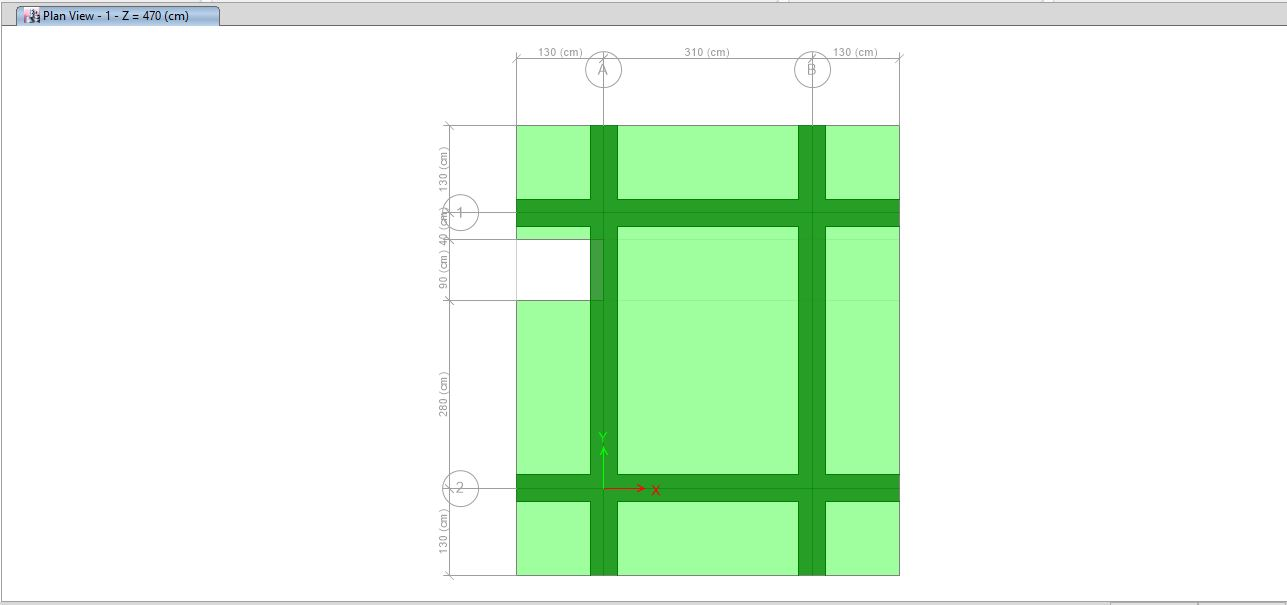 Plan View - 1 - Z = 470 (cm)
130 (cm) 310 (cm) 130 (cm)
A B
130 (cm)
1
40 (cm)
90 (cm)
280 (cm)
Y
2 X
130 (cm)